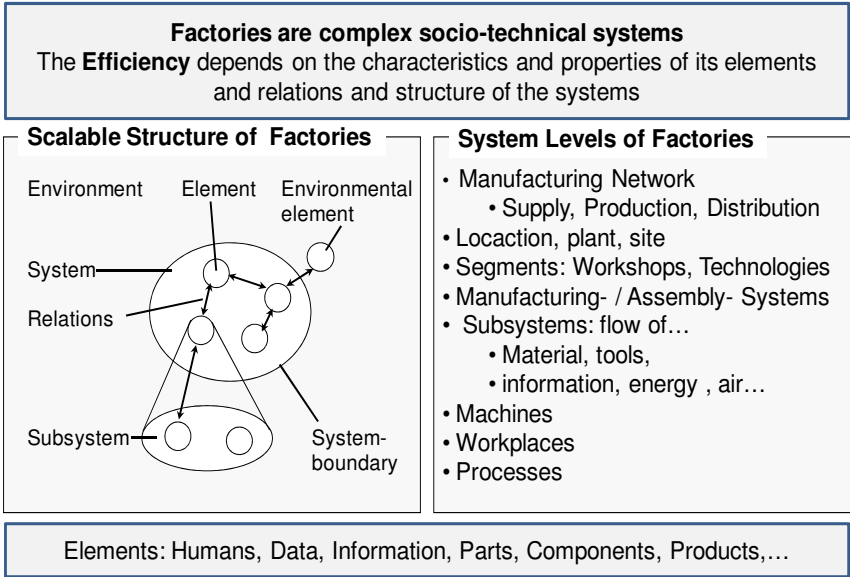 Factories are complex socio-technical systems
The Efficiency depends on the characteristics and properties of its elements
and relations and structure of the systems
Scalable Structure of Factories
Environment
Element
Environmental
element
System
Relations
Subsystem
System-
boundary
System Levels of Factories
• Manufacturing Network
• Supply, Production, Distribution
• Locaction, plant, site
• Segments: Workshops, Technologies
• Manufacturing- / Assembly- Systems
• Subsystems: flow of…
• Material, tools,
• information, energy , air…
• Machines
• Workplaces
• Processes
Elements: Humans, Data, Information, Parts, Components, Products,…